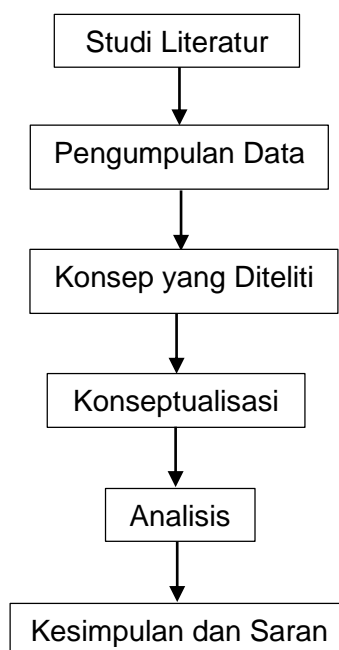 Studi Literatur
Pengumpulan Data
Konsep yang Diteliti
Konseptualisasi
Analisis
Kesimpulan dan Saran